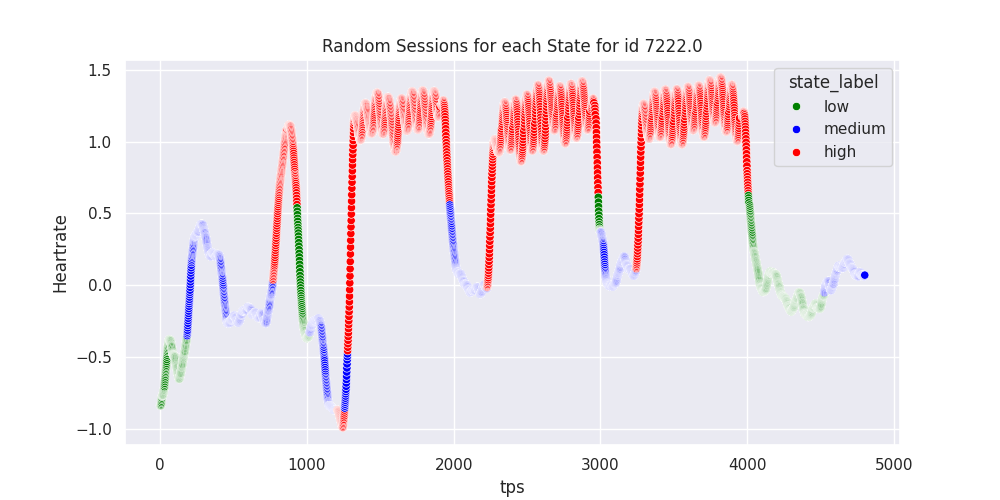 Random Sessions for each State for id 7222.0
Heartrate
1.5
1.0
0.5
0.0
−0.5
−1.0
state_label
low
medium
high
0
1000
2000
3000
4000
5000
tps